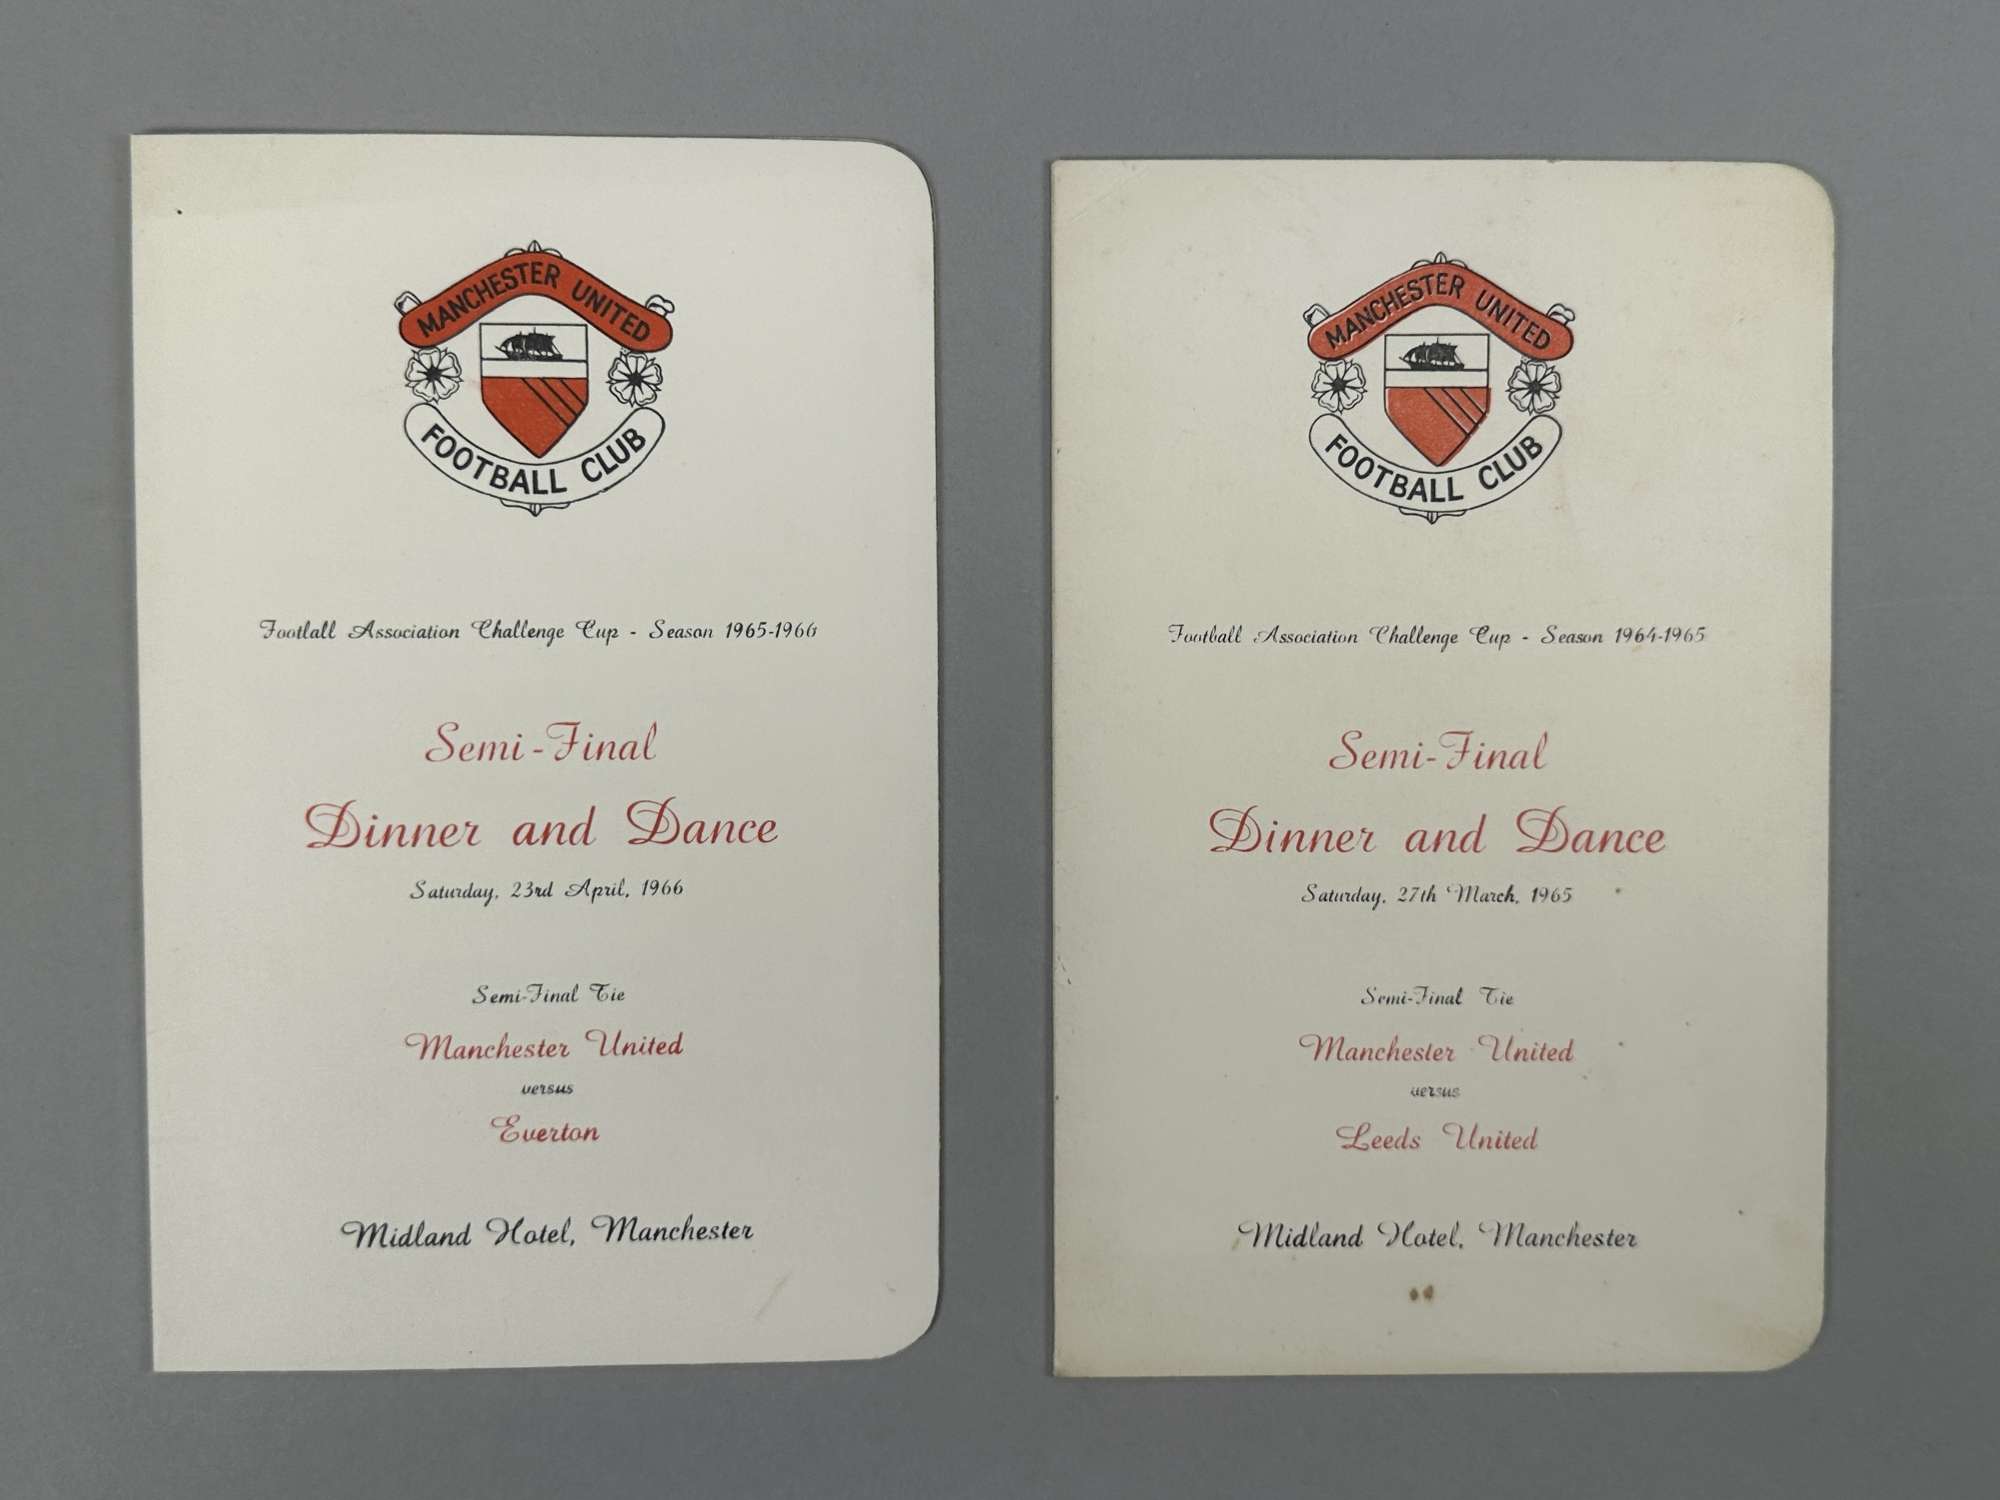 MANCHESTER UNITED
FOOTBALL CLUB
Football Association Challenge Cup - Season 1965-1966
Semi-Final
Dinner and Dance
Saturday, 23rd April, 1966
Semi-Final Tie
Manchester United
versus
Everton
Midland Hotel, Manchester
MANCHESTER UNITED
FOOTBALL CLUB
Football Association Challenge Cup - Season 1964-1965
Semi-Final
Dinner and Dance
Saturday, 27th March, 1965
Semi-Final Tie
Manchester United
versus
Leeds United
Midland Hotel, Manchester